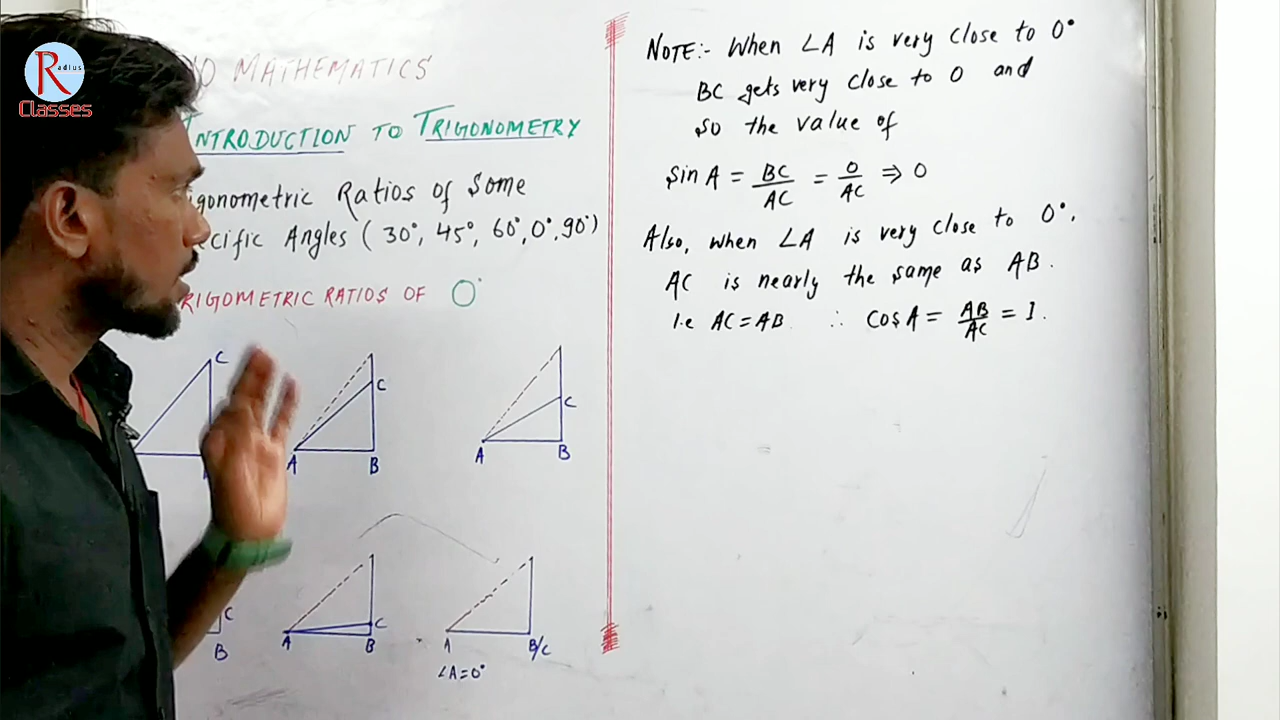 Radius
Classes
MATHEMATICS
INTRODUCTION TO TRIGONOMETRY
igonometric Ratios of Some
ecific Angles ( 30°, 45°, 60°, 0°, 90°)
RIGOMETRIC RATIOS OF 0°
C
C
A B
C
A B
C
B
C
A B
A B/C
∠A=0°
NOTE:- When ∠A is very close to 0°
BC gets very close to 0 and
so the value of
sin A = BC/AC = 0/AC ⇒ 0
Also, when ∠A is very close to 0°.
AC is nearly the same as AB.
i.e AC=AB ∴ Cos A = AB/AC = 1.